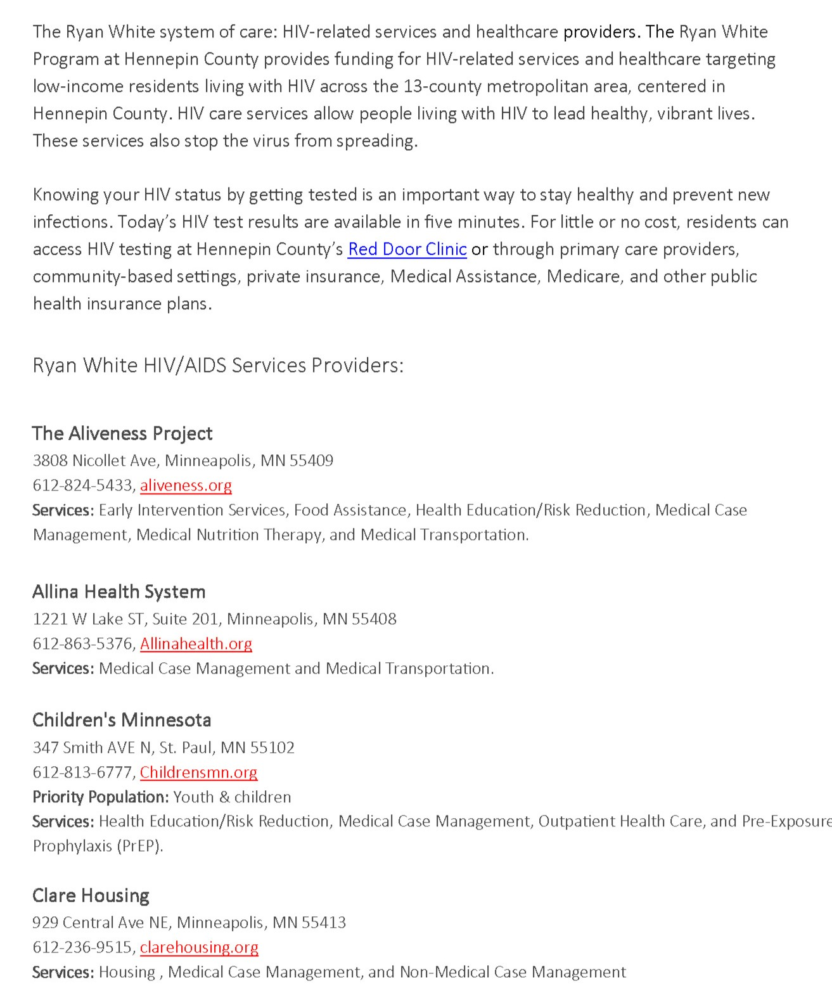 The Ryan White system of care: HIV-related services and healthcare providers. The Ryan White
Program at Hennepin County provides funding for HIV-related services and healthcare targeting
low-income residents living with HIV across the 13-county metropolitan area, centered in
Hennepin County. HIV care services allow people living with HIV to lead healthy, vibrant lives.
These services also stop the virus from spreading.
Knowing your HIV status by getting tested is an important way to stay healthy and prevent new
infections. Today’s HIV test results are available in five minutes. For little or no cost, residents can
access HIV testing at Hennepin County’s Red Door Clinic or through primary care providers,
community-based settings, private insurance, Medical Assistance, Medicare, and other public
health insurance plans.
Ryan White HIV/AIDS Services Providers:
The Aliveness Project
3808 Nicollet Ave, Minneapolis, MN 55409
612-824-5433, aliveness.org
Services: Early Intervention Services, Food Assistance, Health Education/Risk Reduction, Medical Case
Management, Medical Nutrition Therapy, and Medical Transportation.
Allina Health System
1221 W Lake ST, Suite 201, Minneapolis, MN 55408
612-863-5376, Allinahealth.org
Services: Medical Case Management and Medical Transportation.
Children's Minnesota
347 Smith AVE N, St. Paul, MN 55102
612-813-6777, Childrensmn.org
Priority Population: Youth & children
Services: Health Education/Risk Reduction, Medical Case Management, Outpatient Health Care, and Pre-Exposure
Prophylaxis (PrEP).
Clare Housing
929 Central Ave NE, Minneapolis, MN 55413
612-236-9515, clarehousing.org
Services: Housing , Medical Case Management, and Non-Medical Case Management